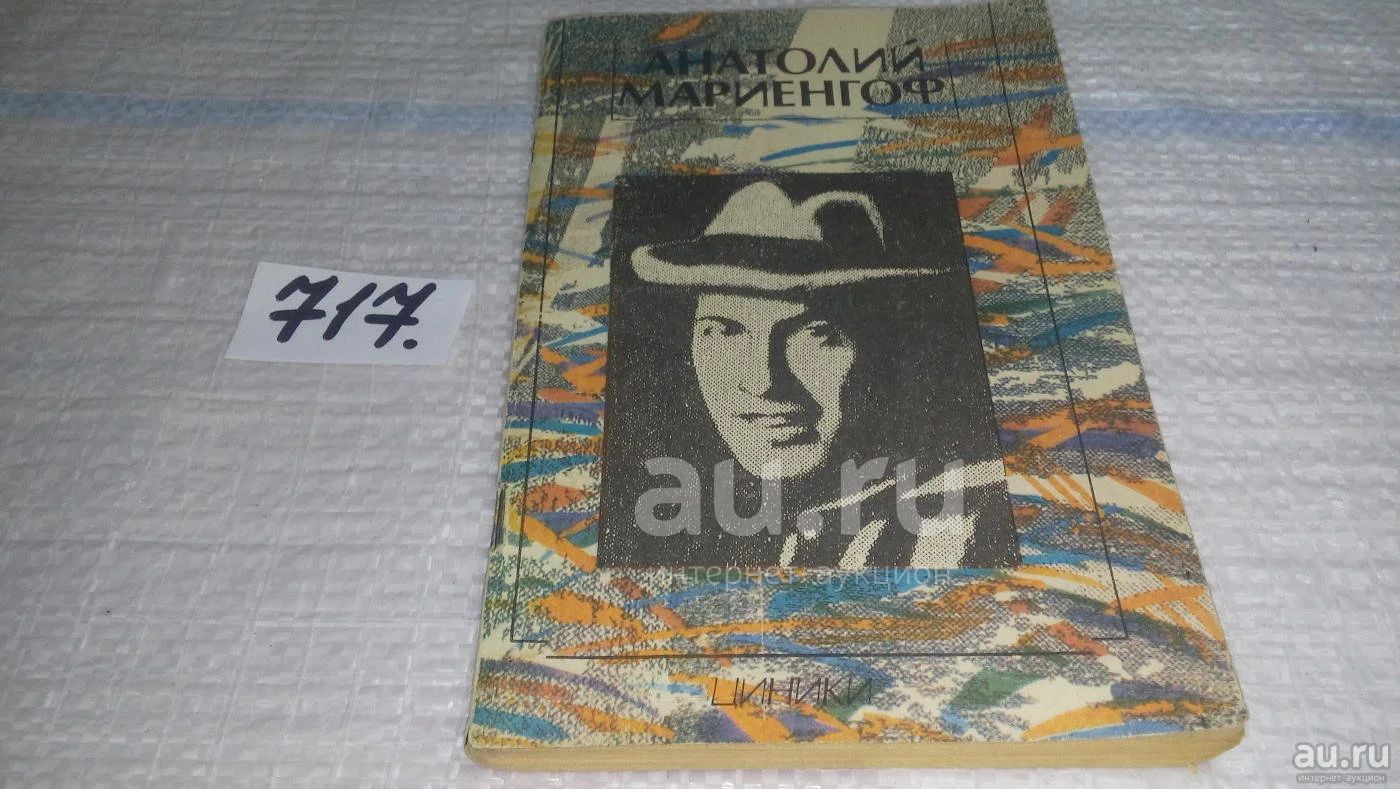 АНАТОЛИЙ
МАРИЕНГОФ
717.
au.ru
интернет-аукцион
ЦИНИКИ
au.ru
интернет-аукцион